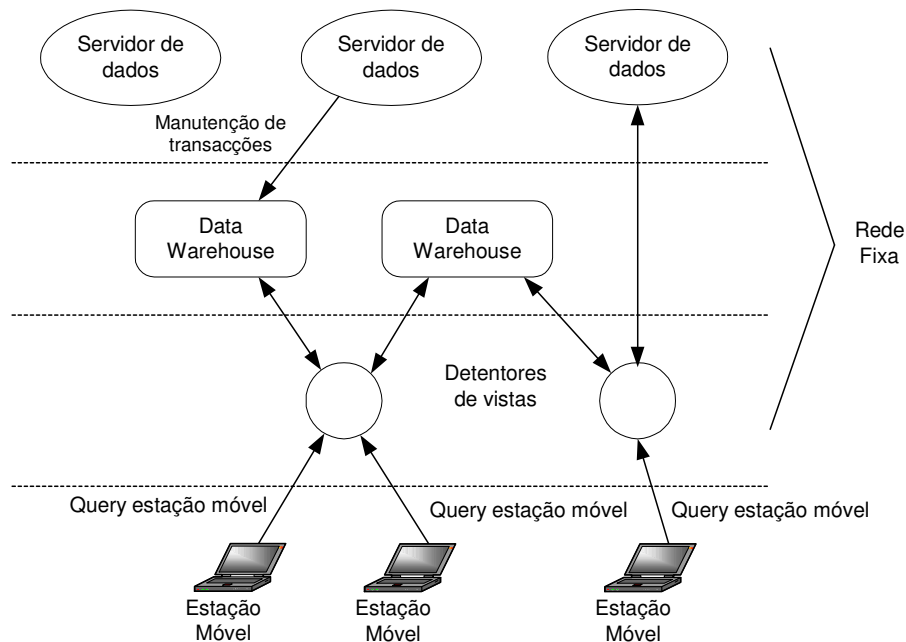 Servidor de
dados
Servidor de
dados
Servidor de
dados
Manutenção de
transacções
Data
Warehouse
Data
Warehouse
Rede
Fixa
Detentores
de vistas
Query estação móvel
Query estação móvel
Query estação móvel
Estação
Móvel
Estação
Móvel
Estação
Móvel